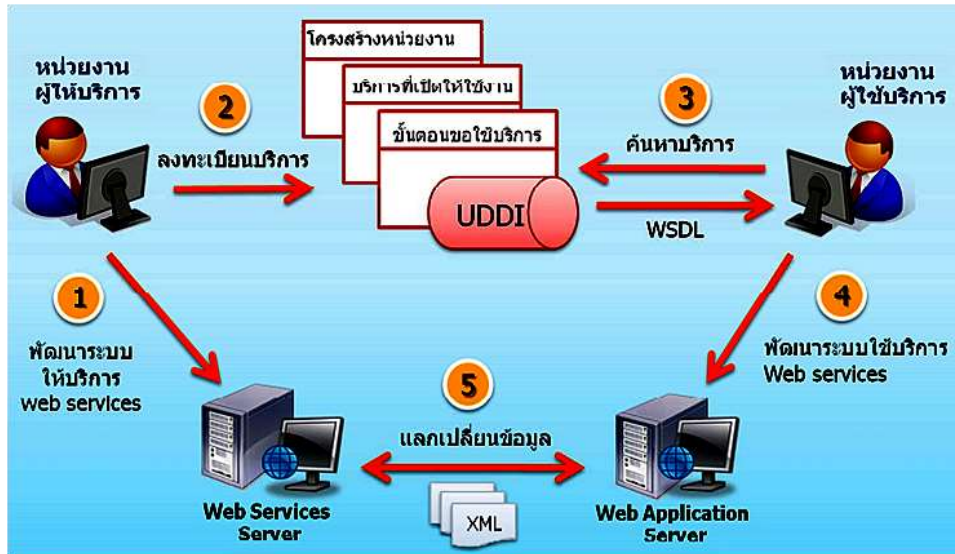 โครงสร้างหน่วยงาน
บริการที่เปิดให้ใช้งาน
ขั้นตอนขอใช้บริการ
UDDI
หน่วยงาน
ผู้ให้บริการ
2
ลงทะเบียนบริการ
3
ค้นหาบริการ
WSDL
หน่วยงาน
ผู้ใช้บริการ
1
พัฒนาระบบ
ให้บริการ
web services
4
พัฒนาระบบใช้บริการ
Web services
5
แลกเปลี่ยนข้อมูล
XML
Web Services
Server
Web Application
Server